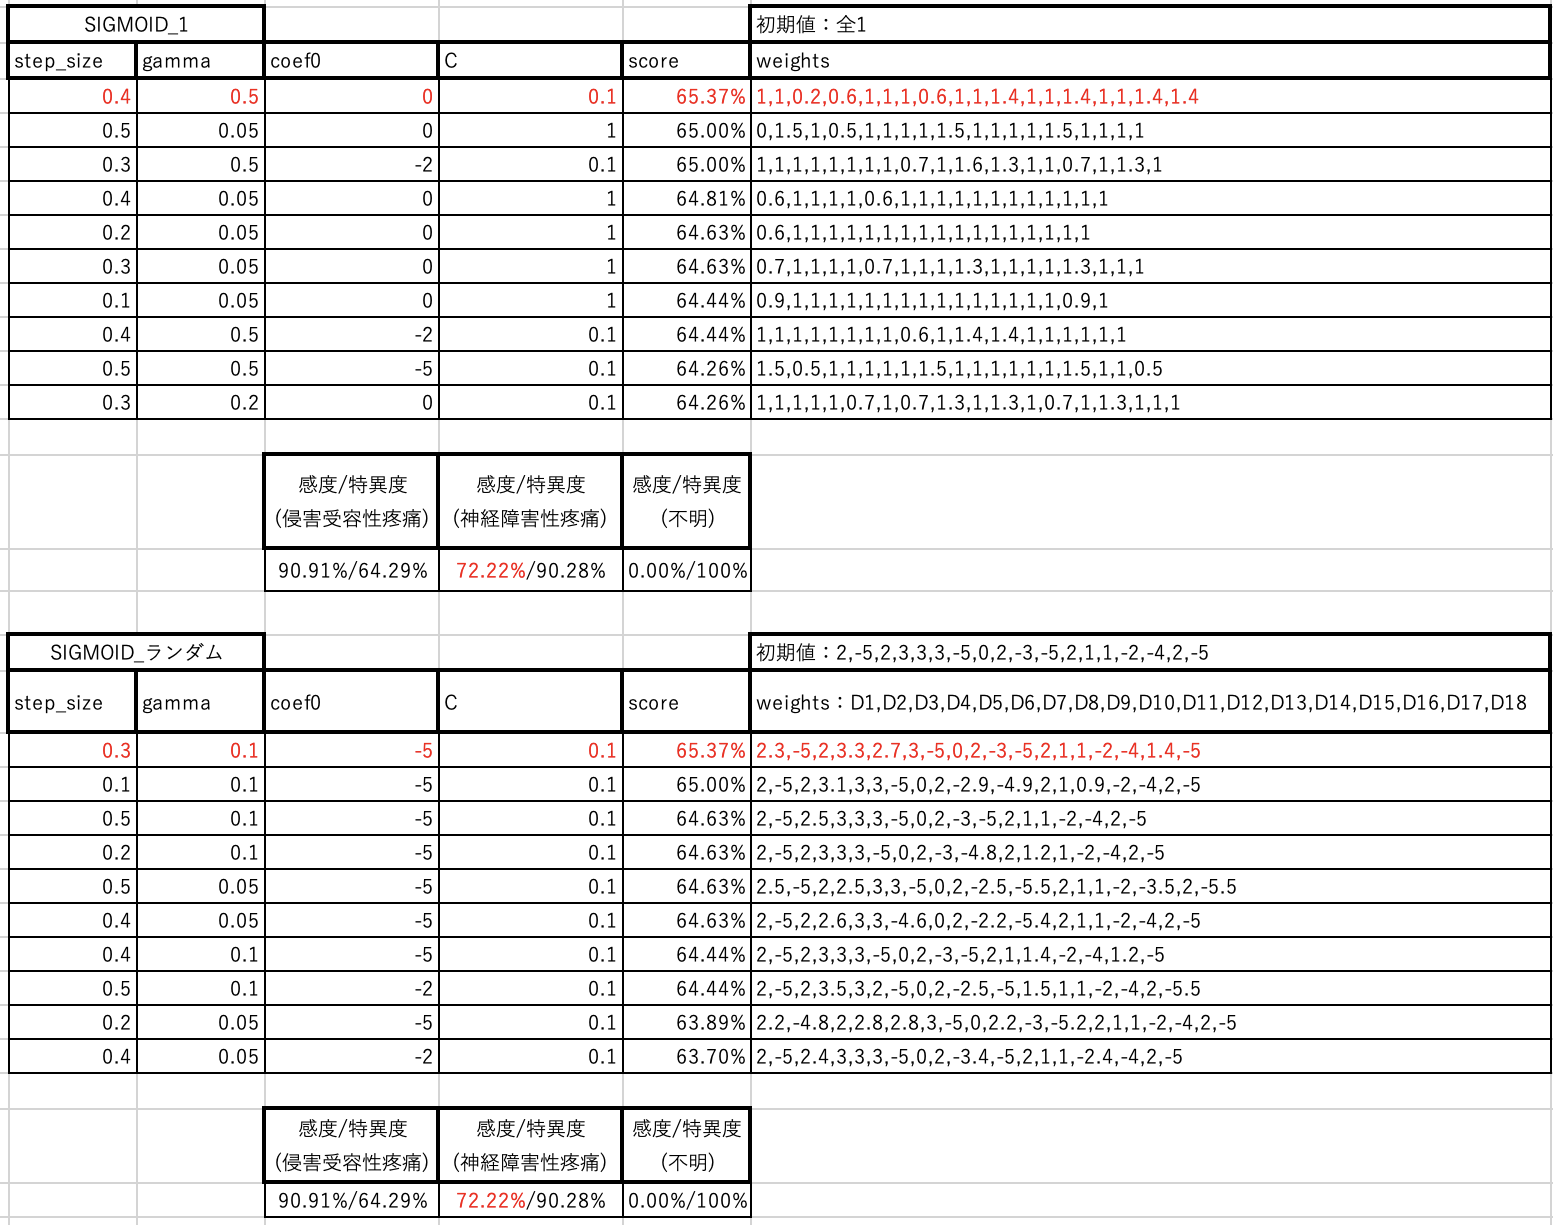 SIGMOID_1 初期値：全1
step_size gamma coef0 C score weights
0.4 0.5 0 0.1 65.37% 1,1,0.2,0.6,1,1,1,0.6,1,1,1.4,1,1,1.4,1,1,1.4,1.4
0.5 0.05 0 1 65.00% 0,1.5,1,0.5,1,1,1,1,1.5,1,1,1,1,1.5,1,1,1,1
0.3 0.5 -2 0.1 65.00% 1,1,1,1,1,1,1,1,0.7,1,1.6,1.3,1,1,0.7,1,1.3,1
0.4 0.05 0 1 64.81% 0.6,1,1,1,1,0.6,1,1,1,1,1,1,1,1,1,1,1,1
0.2 0.05 0 1 64.63% 0.6,1,1,1,1,1,1,1,1,1,1,1,1,1,1,1,1,1
0.3 0.05 0 1 64.63% 0.7,1,1,1,1,0.7,1,1,1,1.3,1,1,1,1,1.3,1,1,1
0.1 0.05 0 1 64.44% 0.9,1,1,1,1,1,1,1,1,1,1,1,1,1,1,1,0.9,1
0.4 0.5 -2 0.1 64.44% 1,1,1,1,1,1,1,1,0.6,1,1.4,1.4,1,1,1,1,1,1
0.5 0.5 -5 0.1 64.26% 1.5,0.5,1,1,1,1,1,1.5,1,1,1,1,1,1,1.5,1,1,0.5
0.3 0.2 0 0.1 64.26% 1,1,1,1,1,0.7,1,0.7,1.3,1,1.3,1,0.7,1,1.3,1,1,1
感度/特異度 感度/特異度 感度/特異度
(侵害受容性疼痛) (神経障害性疼痛) (不明)
90.91%/64.29% 72.22%/90.28% 0.00%/100%
SIGMOID_ランダム 初期値：2,-5,2,3,3,3,-5,0,2,-3,-5,2,1,1,-2,-4,2,-5
step_size gamma coef0 C score weights：D1,D2,D3,D4,D5,D6,D7,D8,D9,D10,D11,D12,D13,D14,D15,D16,D17,D18
0.3 0.1 -5 0.1 65.37% 2.3,-5,2,3.3,2.7,3,-5,0,2,-3,-5,2,1,1,-2,-4,1.4,-5
0.1 0.1 -5 0.1 65.00% 2,-5,2,3.1,3,3,-5,0,2,-2.9,-4.9,2,1,0.9,-2,-4,2,-5
0.5 0.1 -5 0.1 64.63% 2,-5,2.5,3,3,3,-5,0,2,-3,-5,2,1,1,-2,-4,2,-5
0.2 0.1 -5 0.1 64.63% 2,-5,2,3,3,3,-5,0,2,-3,-4.8,2,1.2,1,-2,-4,2,-5
0.5 0.05 -5 0.1 64.63% 2.5,-5,2,2.5,3,3,-5,0,2,-2.5,-5.5,2,1,1,-2,-3.5,2,-5.5
0.4 0.05 -5 0.1 64.63% 2,-5,2,2.6,3,3,-4.6,0,2,-2.2,-5.4,2,1,1,-2,-4,2,-5
0.4 0.1 -5 0.1 64.44% 2,-5,2,3,3,3,-5,0,2,-3,-5,2,1,1.4,-2,-4,1.2,-5
0.5 0.1 -2 0.1 64.44% 2,-5,2,3.5,3,2,-5,0,2,-2.5,-5,1.5,1,1,-2,-4,2,-5.5
0.2 0.05 -5 0.1 63.89% 2.2,-4.8,2,2.8,2.8,3,-5,0,2.2,-3,-5.2,2,1,1,-2,-4,2,-5
0.4 0.05 -2 0.1 63.70% 2,-5,2.4,3,3,3,-5,0,2,-3.4,-5,2,1,1,-2.4,-4,2,-5
感度/特異度 感度/特異度 感度/特異度
(侵害受容性疼痛) (神経障害性疼痛) (不明)
90.91%/64.29% 72.22%/90.28% 0.00%/100%